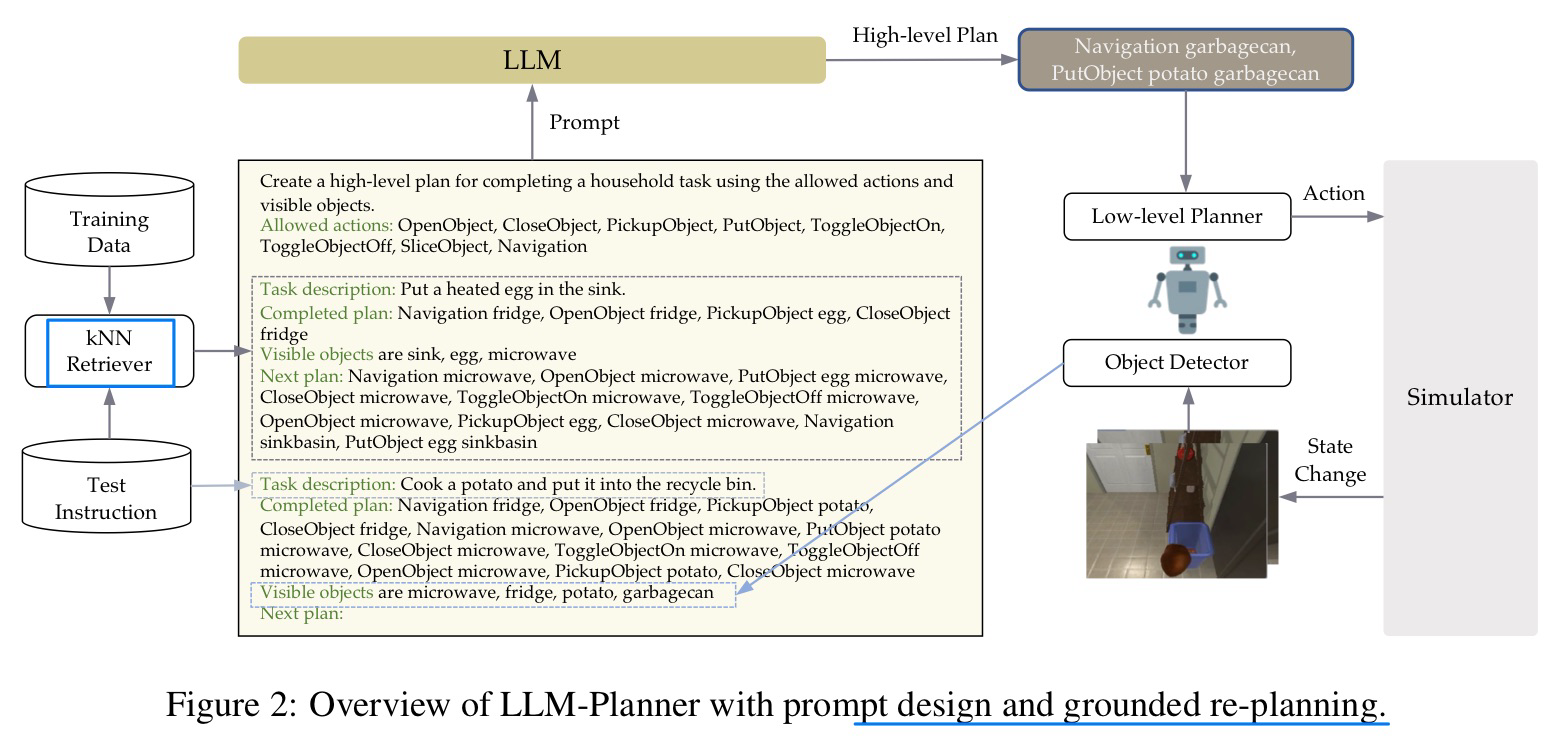 LLM
High-level Plan
Navigation garbagecan,
PutObject potato garbagecan
Prompt
Training
Data
kNN
Retriever
Test
Instruction
Create a high-level plan for completing a household task using the allowed actions and
visible objects.
Allowed actions: OpenObject, CloseObject, PickupObject, PutObject, ToggleObjectOn,
ToggleObjectOff, SliceObject, Navigation
Task description: Put a heated egg in the sink.
Completed plan: Navigation fridge, OpenObject fridge, PickupObject egg, CloseObject
fridge
Visible objects are sink, egg, microwave
Next plan: Navigation microwave, OpenObject microwave, PutObject egg microwave,
CloseObject microwave, ToggleObjectOn microwave, ToggleObjectOff microwave,
OpenObject microwave, PickupObject egg, CloseObject microwave, Navigation
sinkbasin, PutObject egg sinkbasin
Task description: Cook a potato and put it into the recycle bin.
Completed plan: Navigation fridge, OpenObject fridge, PickupObject potato,
CloseObject fridge, Navigation microwave, OpenObject microwave, PutObject potato
microwave, CloseObject microwave, ToggleObjectOn microwave, ToggleObjectOff
microwave, OpenObject microwave, PickupObject potato, CloseObject microwave
Visible objects are microwave, fridge, potato, garbagecan
Next plan:
Low-level Planner
Action
Object Detector
State
Change
Simulator
Figure 2: Overview of LLM-Planner with prompt design and grounded re-planning.